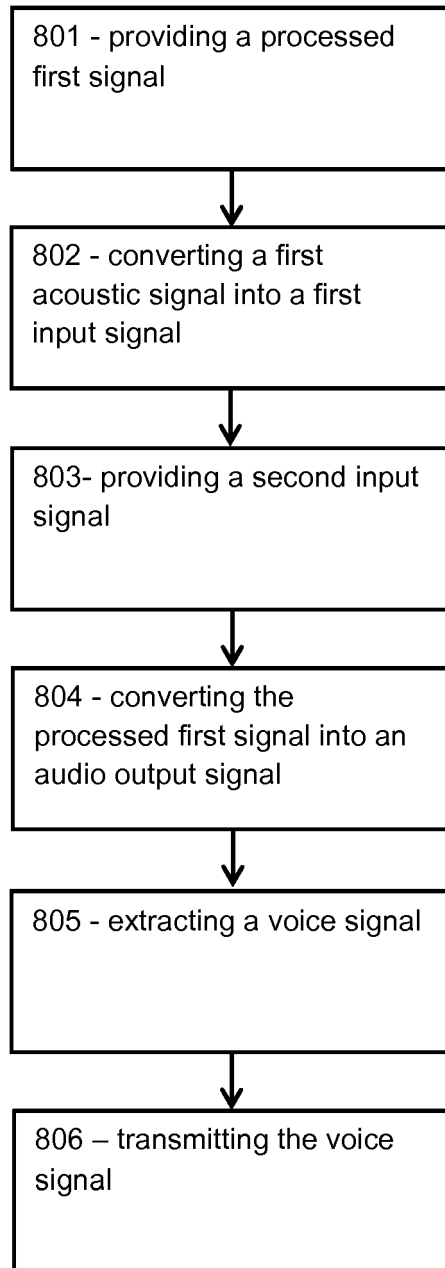 801 - providing a processed
first signal
802 - converting a first
acoustic signal into a first
input signal
803- providing a second input
signal
804 - converting the
processed first signal into an
audio output signal
805 - extracting a voice signal
806 – transmitting the voice
signal